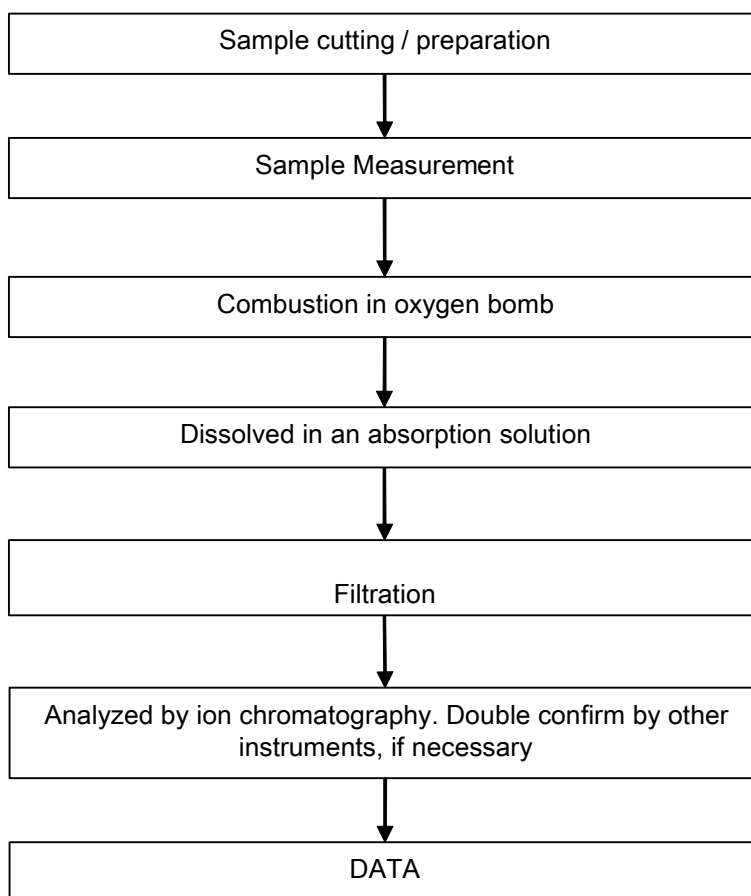 Sample cutting / preparation
Sample Measurement
Combustion in oxygen bomb
Dissolved in an absorption solution
Filtration
Analyzed by ion chromatography. Double confirm by other
instruments, if necessary
DATA